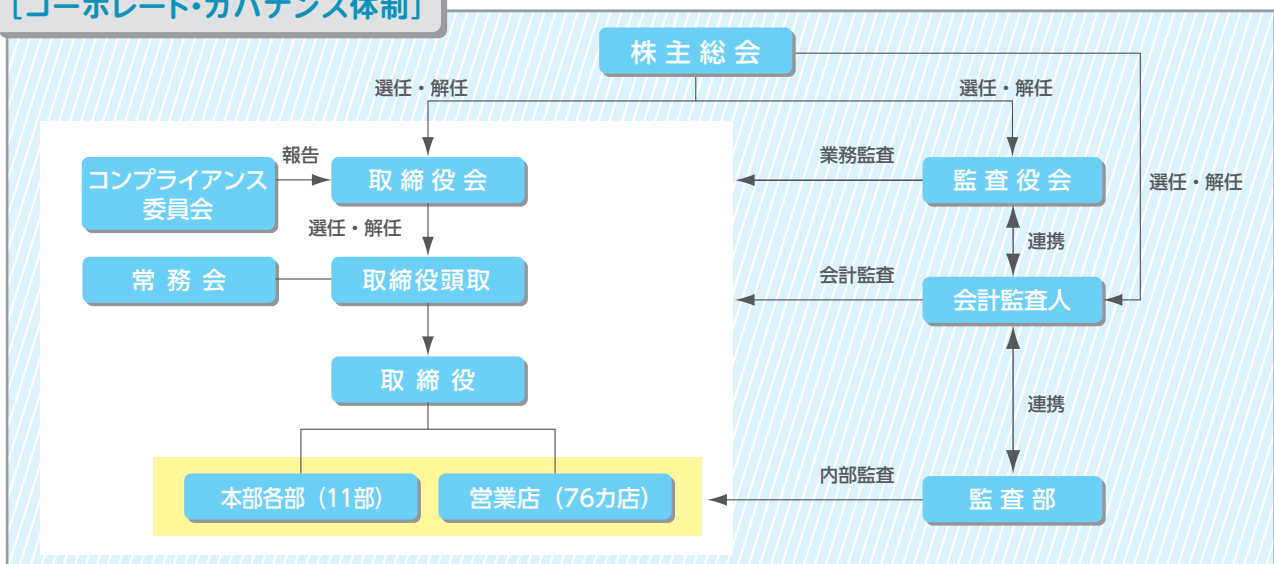 [コーポレート・ガバナンス体制]
株主総会
選任・解任
選任・解任
コンプライアンス
委員会
報告
取締役会
業務監査
監査役会
選任・解任
選任・解任
連携
常務会
取締役頭取
会計監査
会計監査人
取締役
連携
本部各部（11部）
営業店（76カ店）
内部監査
監査部